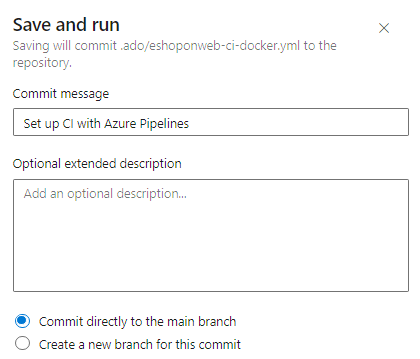 Save and run
Saving will commit .ado/eshoponweb-ci-docker.yml to the
repository.
Commit message
Set up CI with Azure Pipelines
Optional extended description
Add an optional description...
Commit directly to the main branch
Create a new branch for this commit